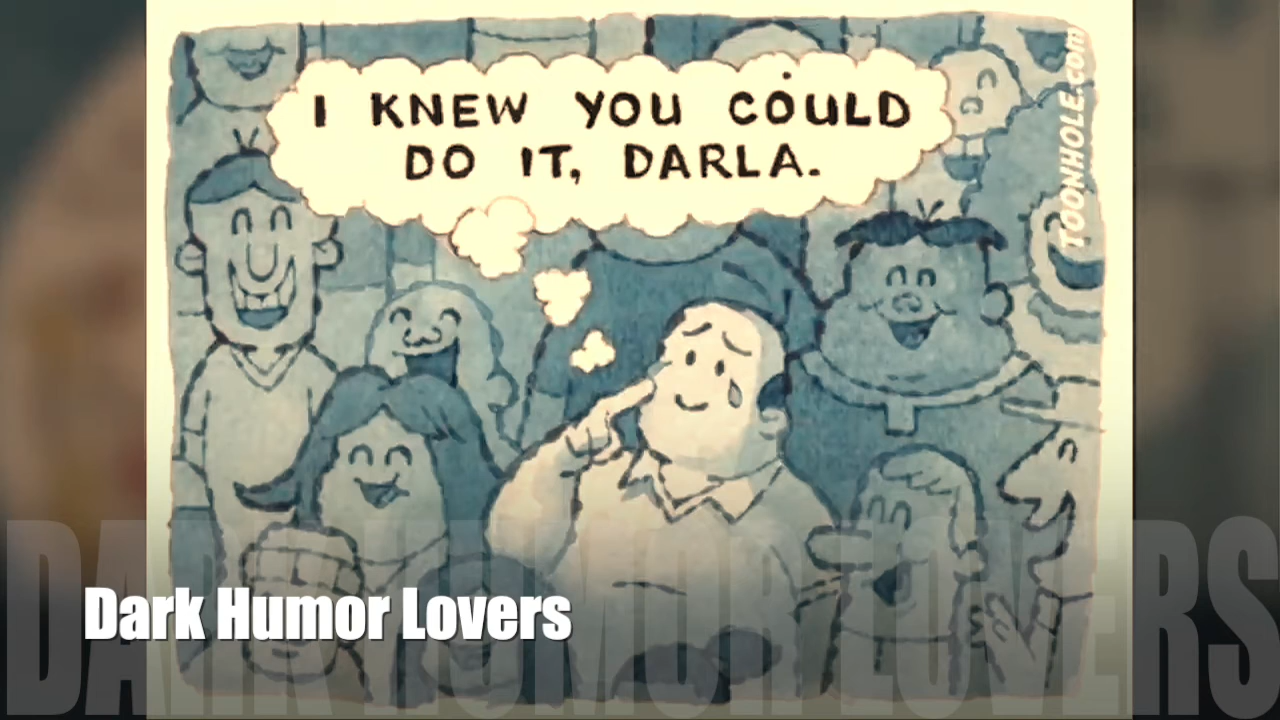 I KNEW YOU COULD
DO IT, DARLA.
TOONHOLE.com
Dark Humor Lovers
DARK HUMOR LOVERS